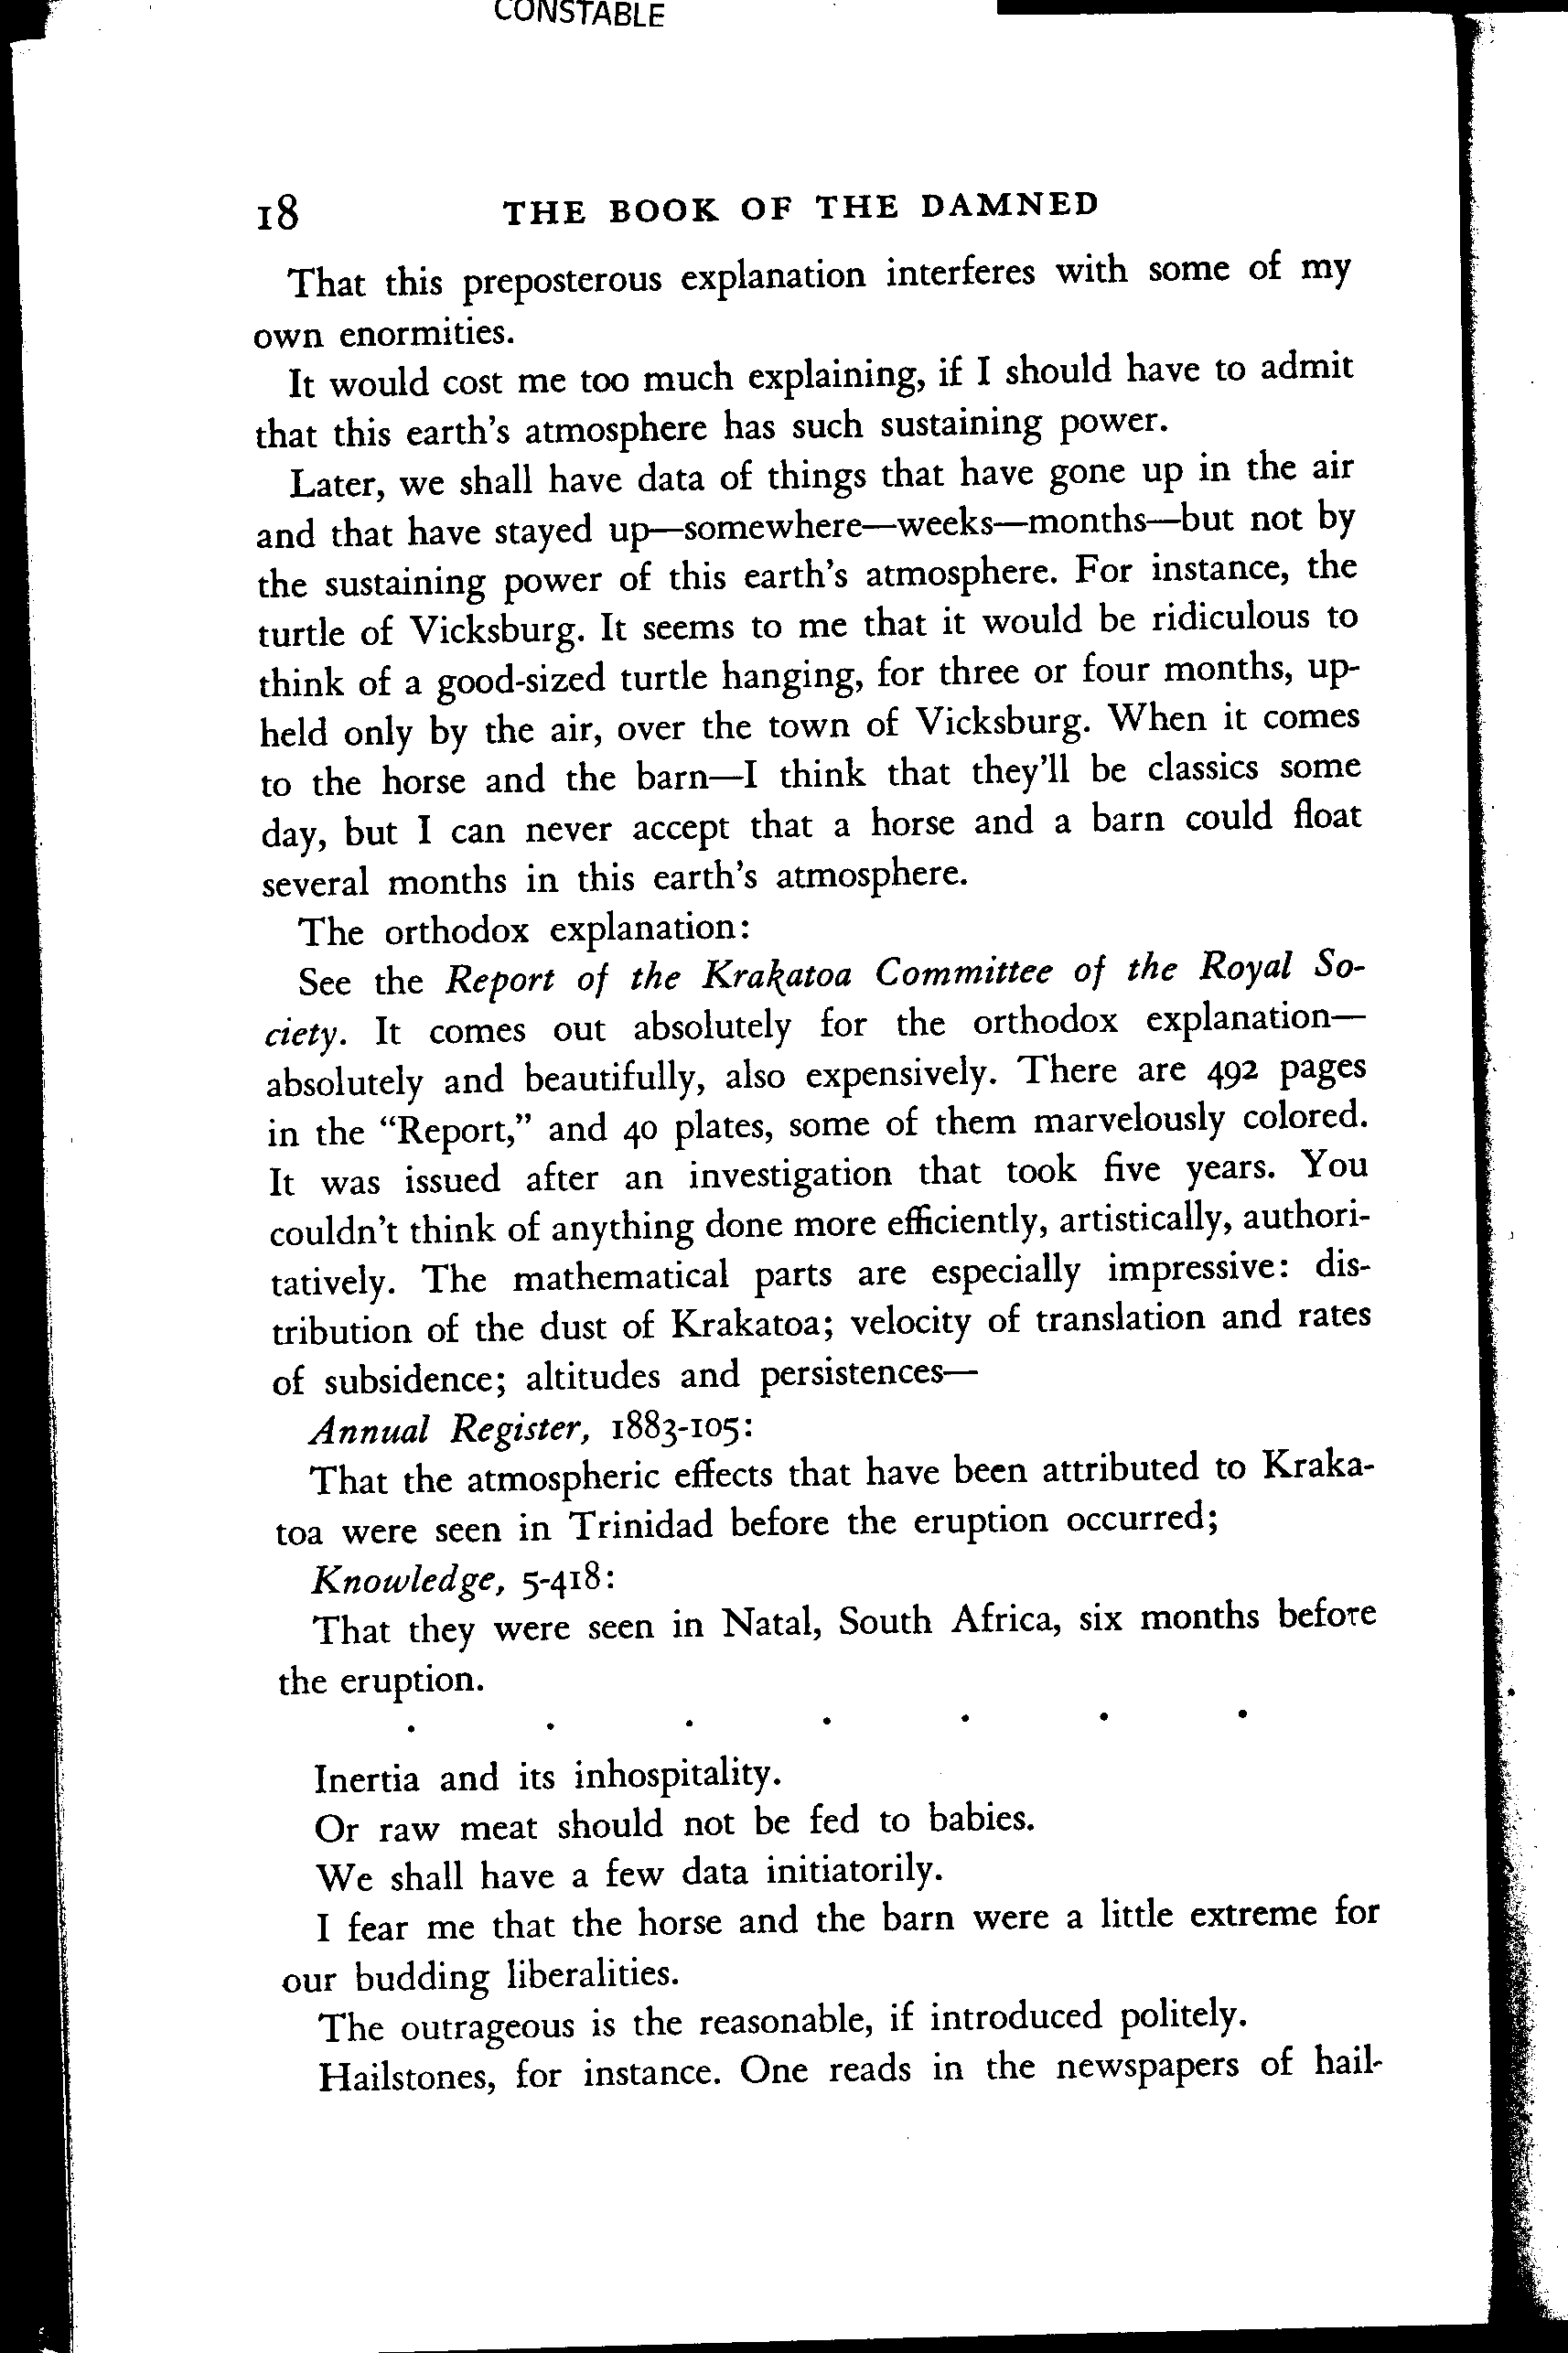 CONSTABLE
18 THE BOOK OF THE DAMNED
That this preposterous explanation interferes with some of my
own enormities.
It would cost me too much explaining, if I should have to admit
that this earth's atmosphere has such sustaining power.
Later, we shall have data of things that have gone up in the air
and that have stayed up—somewhere—weeks—months—but not by
the sustaining power of this earth's atmosphere. For instance, the
turtle of Vicksburg. It seems to me that it would be ridiculous to
think of a good-sized turtle hanging, for three or four months, up-
held only by the air, over the town of Vicksburg. When it comes
to the horse and the barn—I think that they'll be classics some
day, but I can never accept that a horse and a barn could float
several months in this earth's atmosphere.
The orthodox explanation:
See the Report of the Krakatoa Committee of the Royal So-
ciety. It comes out absolutely for the orthodox explanation—
absolutely and beautifully, also expensively. There are 492 pages
in the "Report," and 40 plates, some of them marvelously colored.
It was issued after an investigation that took five years. You
couldn't think of anything done more efficiently, artistically, authori-
tatively. The mathematical parts are especially impressive: dis-
tribution of the dust of Krakatoa; velocity of translation and rates
of subsidence; altitudes and persistences—
Annual Register, 1883-105:
That the atmospheric effects that have been attributed to Kraka-
toa were seen in Trinidad before the eruption occurred;
Knowledge, 5-418:
That they were seen in Natal, South Africa, six months before
the eruption.
. . . . . . .
Inertia and its inhospitality.
Or raw meat should not be fed to babies.
We shall have a few data initiatorily.
I fear me that the horse and the barn were a little extreme for
our budding liberalities.
The outrageous is the reasonable, if introduced politely.
Hailstones, for instance. One reads in the newspapers of hail-